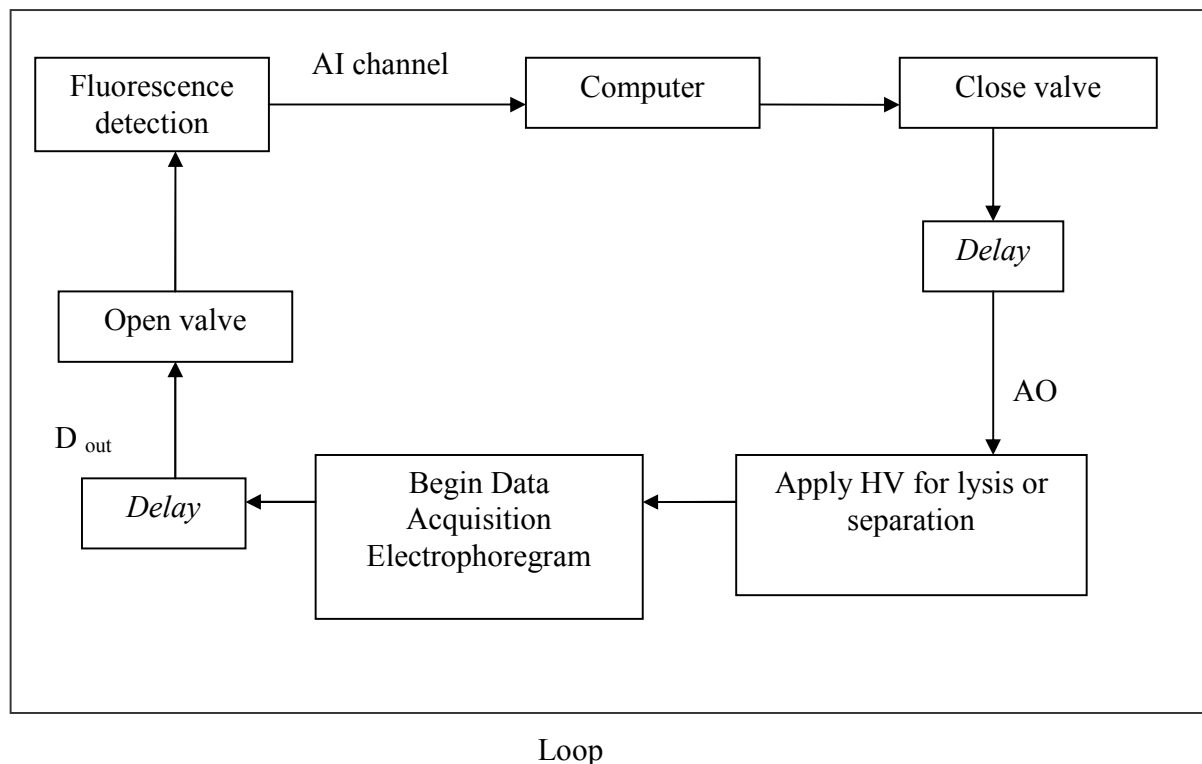 Fluorescence
detection
AI channel
Computer
Close valve
Delay
AO
Apply HV for lysis or
separation
Begin Data
Acquisition
Electrophoregram
Delay
D out
Open valve
Loop